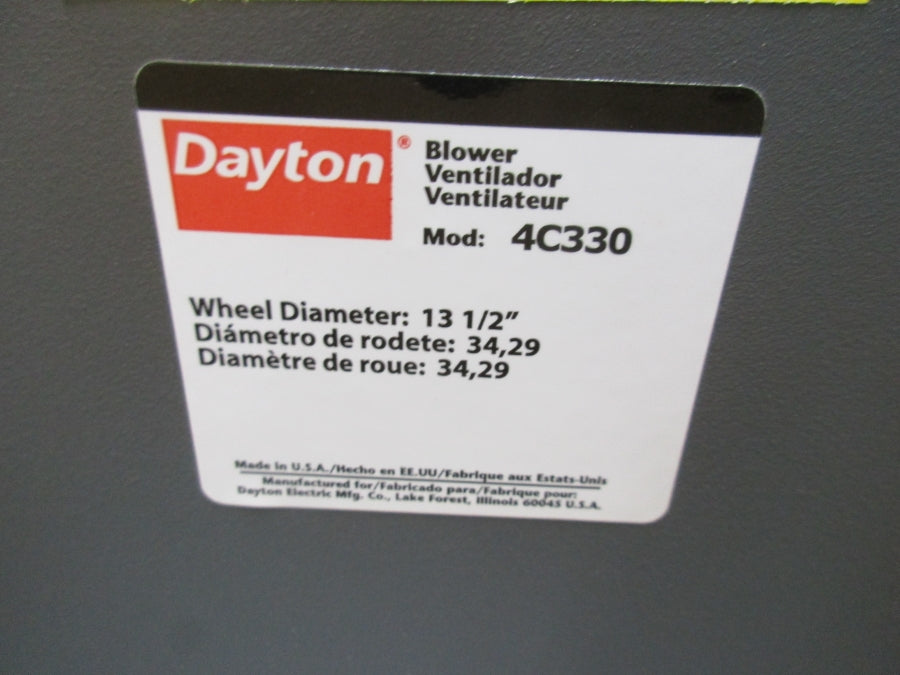 Dayton®
Blower
Ventilador
Ventilateur
Mod: 4C330
Wheel Diameter: 13 1/2”
Diámetro de rodete: 34,29
Diamètre de roue: 34,29
Made in U.S.A./Hecho en EE.UU/Fabrique aux Estats-Unis
Manufactured for/Fabricado para/Fabrique pour:
Dayton Electric Mfg. Co., Lake Forest, Illinois 60045 U.S.A.